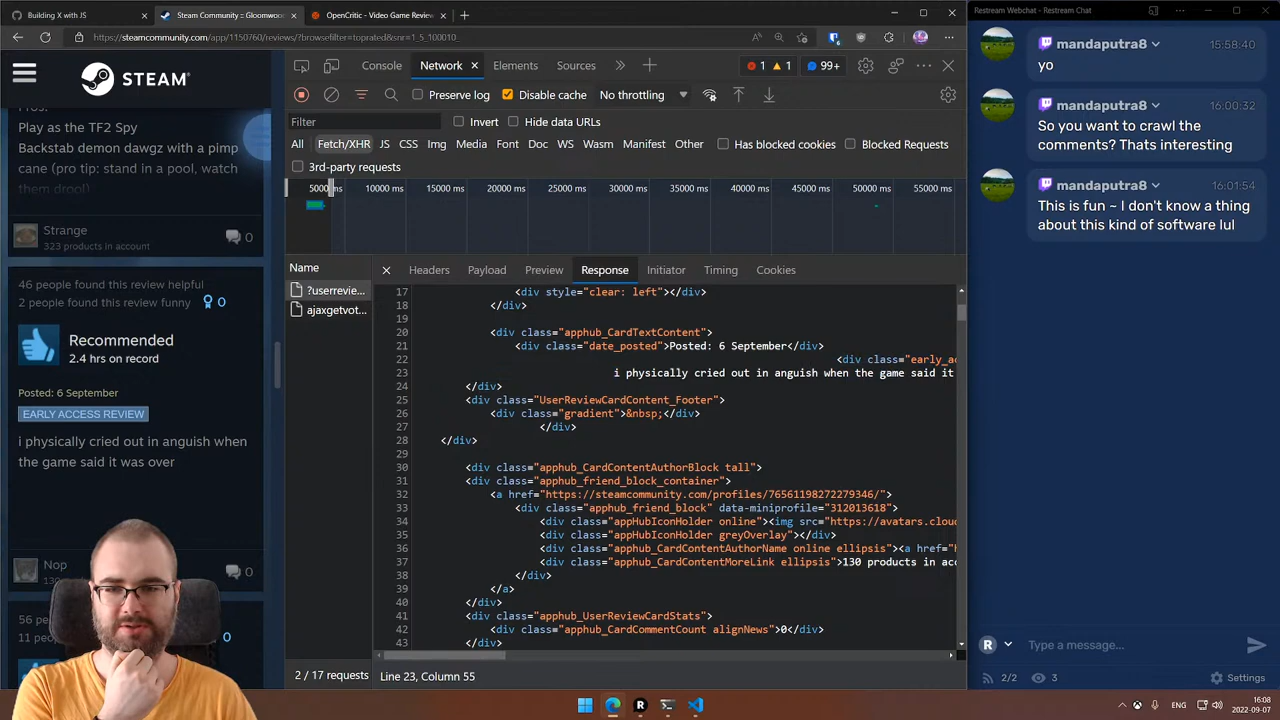 Building X with JS
Steam Community :: Gloomwoo
OpenCritic - Video Game Review
https://steamcommunity.com/app/1150760/reviews/?browsefilter=toprated&snr=1_5_100010_
STEAM
Pros:
Play as the TF2 Spy
Backstab demon dawgz with a pimp
cane (pro tip: stand in a pool, watch
them drool)
Strange
323 products in account
0
46 people found this review helpful
2 people found this review funny
0
Recommended
2.4 hrs on record
Posted: 6 September
EARLY ACCESS REVIEW
i physically cried out in anguish when
the game said it was over
Nop
0
56 pe
11 peo
0
Console
Network
Elements
Sources
1
1
99+
Preserve log
Disable cache
No throttling
Filter
Invert
Hide data URLs
All
Fetch/XHR
JS
CSS
Img
Media
Font
Doc
WS
Wasm
Manifest
Other
Has blocked cookies
Blocked Requests
3rd-party requests
5000 ms
10000 ms
15000 ms
20000 ms
25000 ms
30000 ms
35000 ms
40000 ms
45000 ms
50000 ms
55000 ms
Name
Headers
Payload
Preview
Response
Initiator
Timing
Cookies
?userrevie...
ajaxgetvot...
17 <div style="clear: left"></div>
18 </div>
19
20 <div class="apphub_CardTextContent">
21 <div class="date_posted">Posted: 6 September</div>
22 <div class="early_a
23 i physically cried out in anguish when the game said it
24 </div>
25 <div class="UserReviewCardContent_Footer">
26 <div class="gradient">&nbsp;</div>
27 </div>
28 </div>
29
30 <div class="apphub_CardContentAuthorBlock tall">
31 <div class="apphub_friend_block_container">
32 <a href="https://steamcommunity.com/profiles/76561198272279346/">
33 <div class="apphub_friend_block" data-miniprofile="312013618">
34 <div class="appHubIconHolder online"><img src="https://avatars.clou
35 <div class="appHubIconHolder greyOverlay"></div>
36 <div class="apphub_CardContentAuthorName online ellipsis"><a href="h
37 <div class="apphub_CardContentMoreLink ellipsis">130 products in acc
38 </div>
39 </a>
40 </div>
41 <div class="apphub_UserReviewCardStats">
42 <div class="apphub_CardCommentCount alignNews">0</div>
43 </div>
2 / 17 requests
Line 23, Column 55
Restream Webchat - Restream Chat
mandaputra8
15:58:40
yo
mandaputra8
16:00:32
So you want to crawl the
comments? Thats interesting
mandaputra8
16:01:54
This is fun ~ I don't know a thing
about this kind of software lul
R
Type a message...
2/2
3
Settings
ENG
16:08
2022-09-07